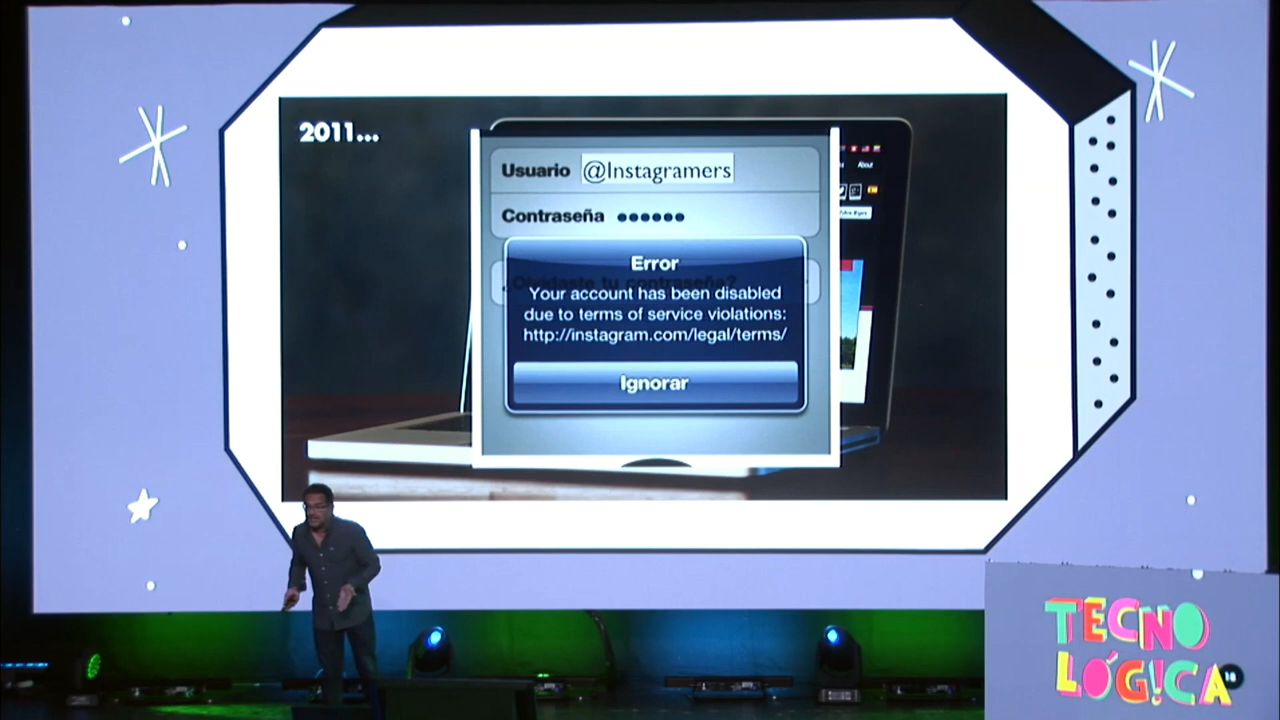 2011...
Usuario @Instagramers
Contraseña ••••••
Error
Your account has been disabled
due to terms of service violations:
http://instagram.com/legal/terms/
Ignorar
About
TECNO
LÓG!CA